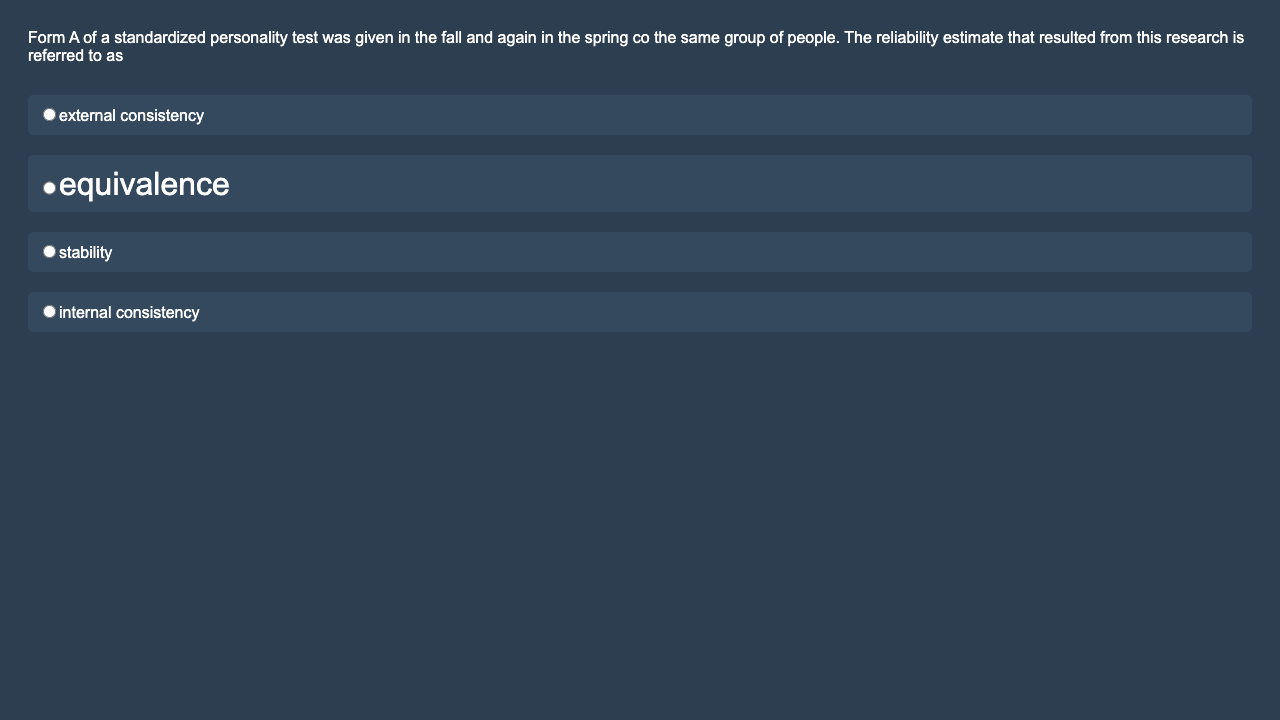 Form A of a standardized personality test was given in the fall and again in the spring co the same group of people. The reliability estimate that resulted from this research is
referred to as
external consistency
equivalence
stability
internal consistency